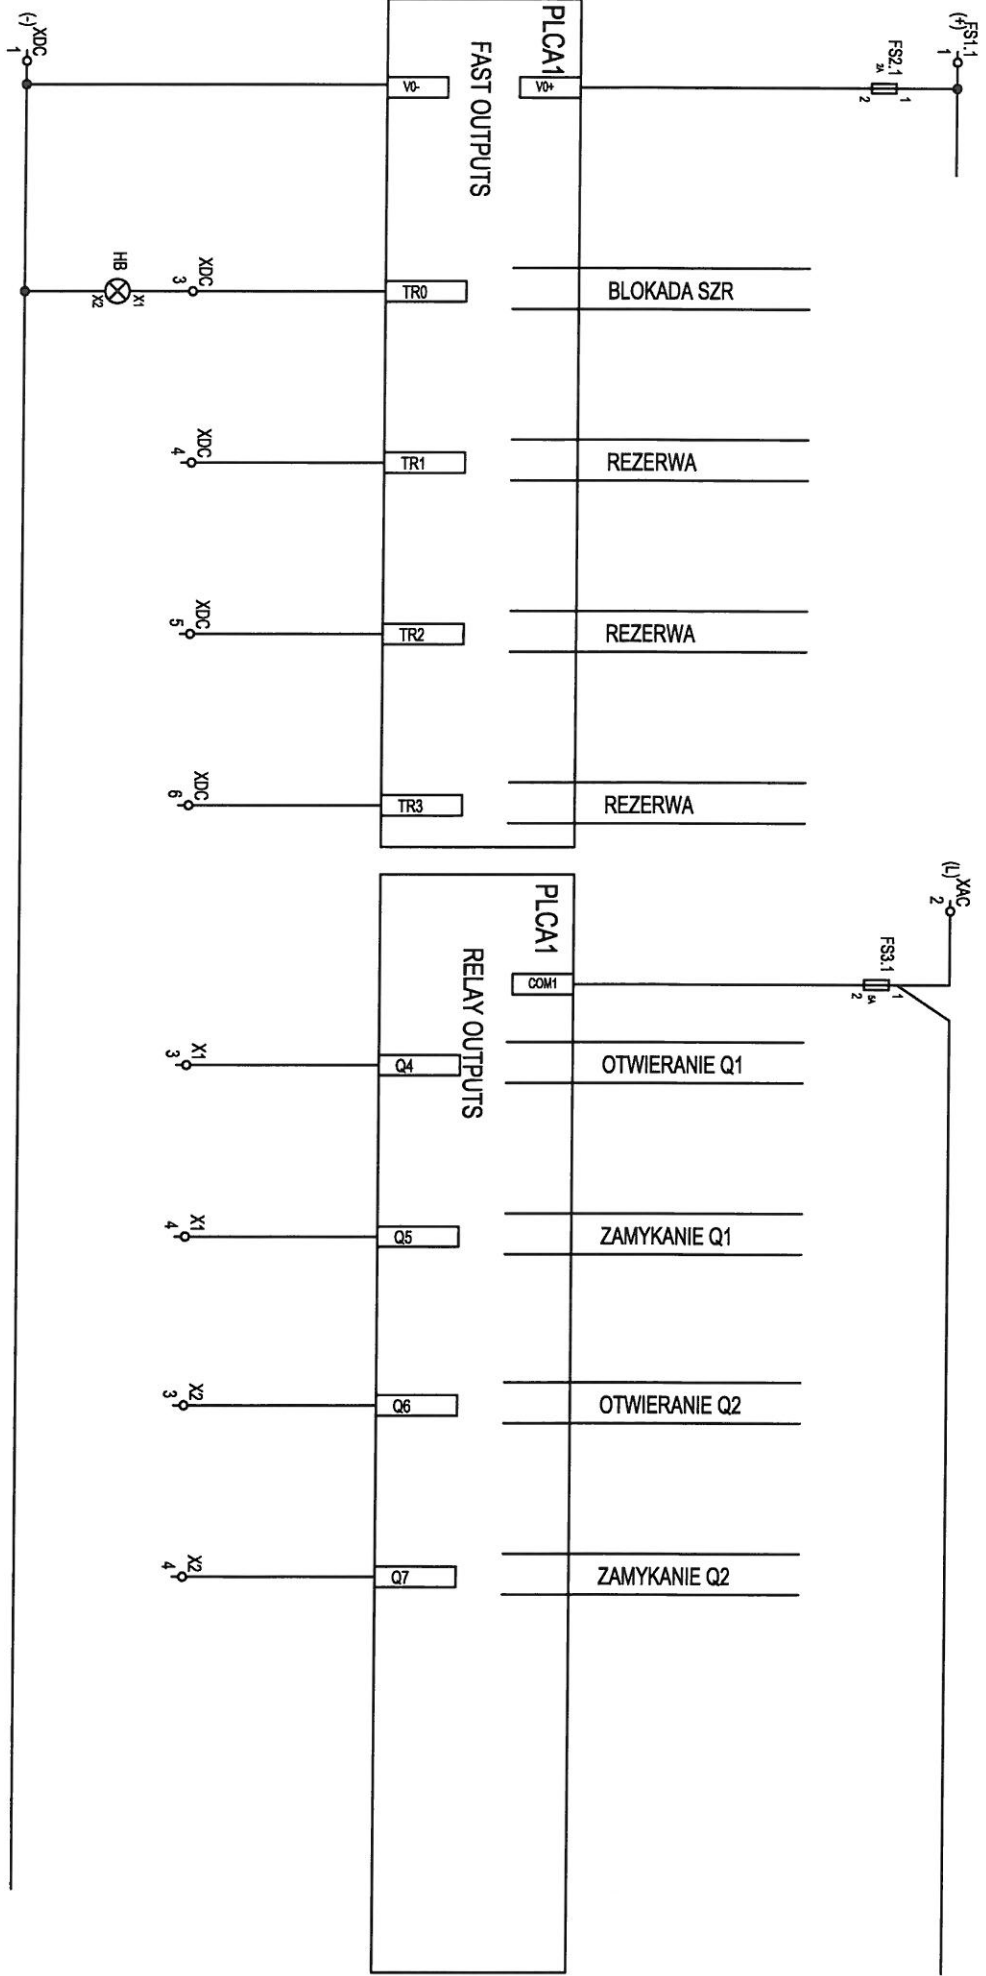 (-) XDC
1
PLCA1
FAST OUTPUTS
V0-
V0+
FS2.1
2A
1
2
FS1.1
(+)
1
HB
X1
X2
XDC
3
TR0
BLOKADA SZR
XDC
4
TR1
REZERWA
XDC
5
TR2
REZERWA
XDC
6
TR3
REZERWA
PLCA1
RELAY OUTPUTS
COM1
FS3.1
5A
1
2
(L) XAC
2
X1
3
Q4
OTWIERANIE Q1
X1
4
Q5
ZAMYKANIE Q1
X2
3
Q6
OTWIERANIE Q2
X2
4
Q7
ZAMYKANIE Q2